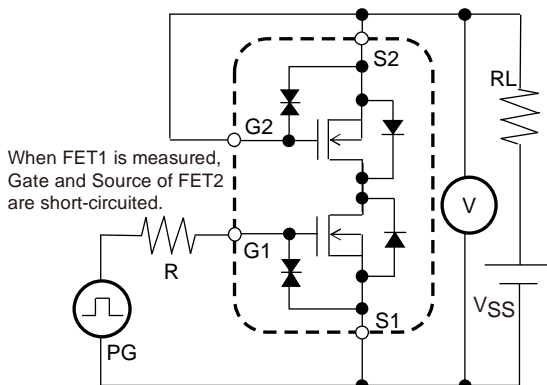 S2
RL
G2
When FET1 is measured,
Gate and Source of FET2
are short-circuited.
V
G1
R
VSS
PG
S1